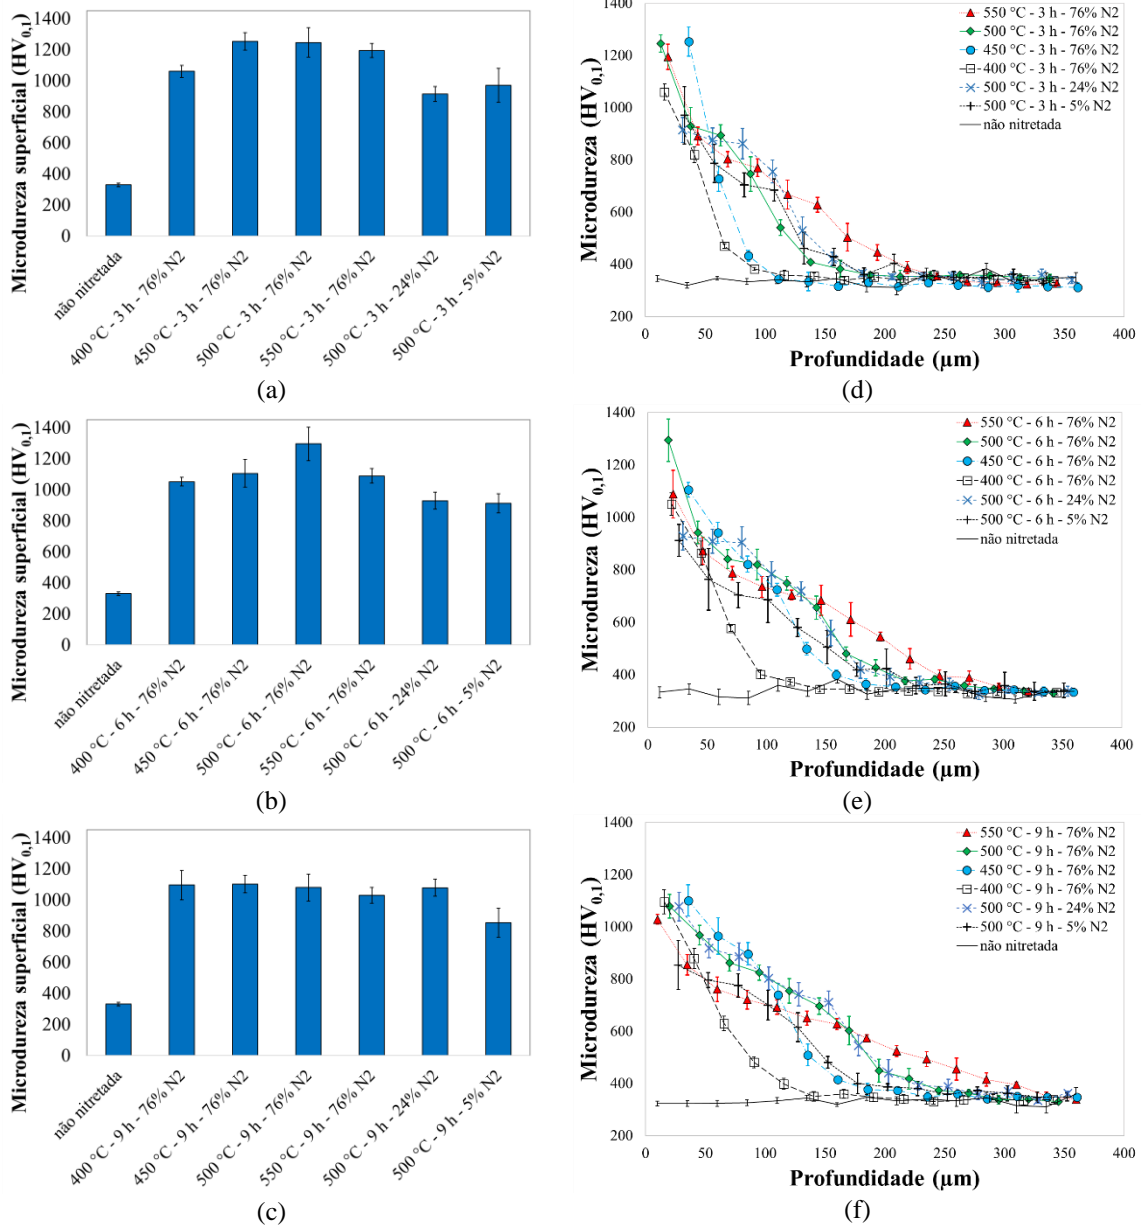 Microdureza superficial (HV0,1)
1400
1200
1000
800
600
400
200
0
não nitretada
400 °C - 3 h - 76% N2
450 °C - 3 h - 76% N2
500 °C - 3 h - 76% N2
550 °C - 3 h - 76% N2
500 °C - 3 h - 24% N2
500 °C - 3 h - 5% N2
(a)
Microdureza (HV0,1)
1400
1200
1000
800
600
400
200
550 °C - 3 h - 76% N2
500 °C - 3 h - 76% N2
450 °C - 3 h - 76% N2
400 °C - 3 h - 76% N2
500 °C - 3 h - 24% N2
500 °C - 3 h - 5% N2
não nitretada
0 50 100 150 200 250 300 350 400
Profundidade (µm)
(d)
Microdureza superficial (HV0,1)
1400
1200
1000
800
600
400
200
0
não nitretada
400 °C - 6 h - 76% N2
450 °C - 6 h - 76% N2
500 °C - 6 h - 76% N2
550 °C - 6 h - 76% N2
500 °C - 6 h - 24% N2
500 °C - 6 h - 5% N2
(b)
Microdureza (HV0,1)
1400
1200
1000
800
600
400
200
550 °C - 6 h - 76% N2
500 °C - 6 h - 76% N2
450 °C - 6 h - 76% N2
400 °C - 6 h - 76% N2
500 °C - 6 h - 24% N2
500 °C - 6 h - 5% N2
não nitretada
0 50 100 150 200 250 300 350 400
Profundidade (µm)
(e)
Microdureza superficial (HV0,1)
1400
1200
1000
800
600
400
200
0
não nitretada
400 °C - 9 h - 76% N2
450 °C - 9 h - 76% N2
500 °C - 9 h - 76% N2
550 °C - 9 h - 76% N2
500 °C - 9 h - 24% N2
500 °C - 9 h - 5% N2
(c)
Microdureza (HV0,1)
1400
1200
1000
800
600
400
200
550 °C - 9 h - 76% N2
500 °C - 9 h - 76% N2
450 °C - 9 h - 76% N2
400 °C - 9 h - 76% N2
500 °C - 9 h - 24% N2
500 °C - 9 h - 5% N2
não nitretada
0 50 100 150 200 250 300 350 400
Profundidade (µm)
(f)